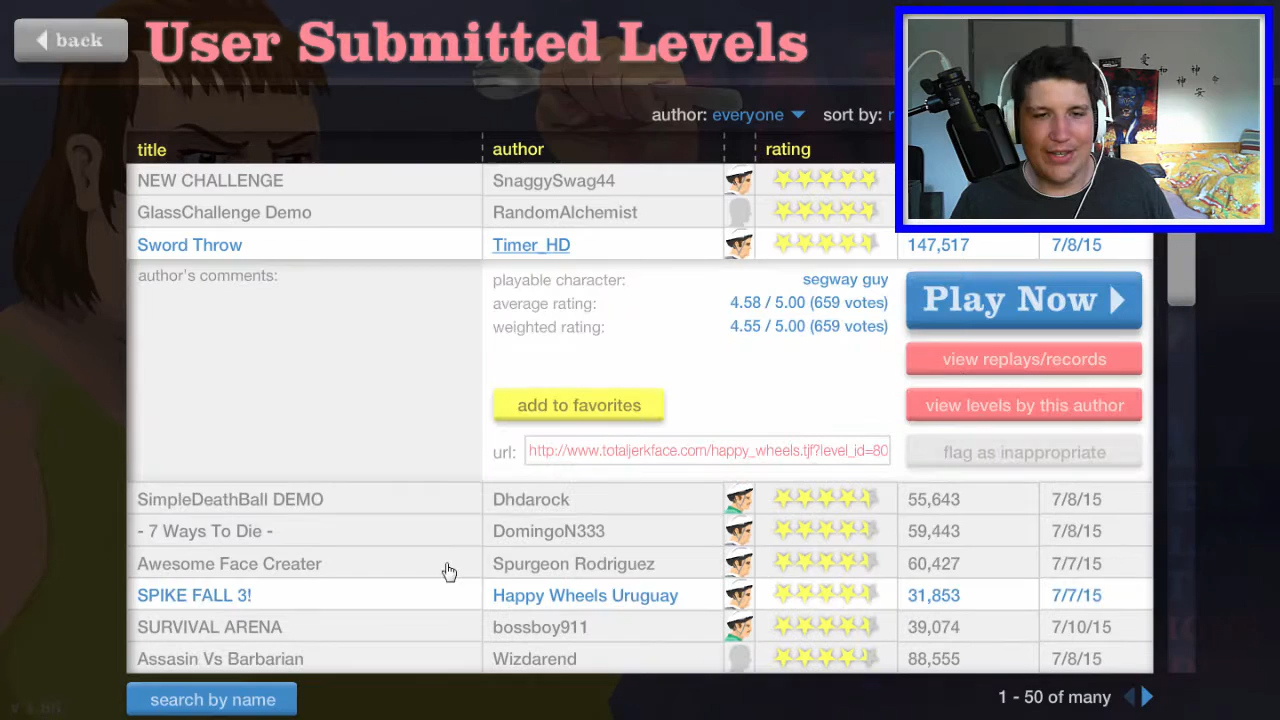 back
User Submitted Levels
author: everyone sort by:
title author rating
NEW CHALLENGE SnaggySwag44
GlassChallenge Demo RandomAlchemist
Sword Throw Timer_HD 147,517 7/8/15
author's comments:
playable character: segway guy
average rating: 4.58 / 5.00 (659 votes)
weighted rating: 4.55 / 5.00 (659 votes)
Play Now
view replays/records
add to favorites
view levels by this author
url: http://www.totaljerkface.com/happy_wheels.tjf?level_id=80
flag as inappropriate
SimpleDeathBall DEMO Dhdarock 55,643 7/8/15
- 7 Ways To Die - DomingoN333 59,443 7/8/15
Awesome Face Creater Spurgeon Rodriguez 60,427 7/7/15
SPIKE FALL 3! Happy Wheels Uruguay 31,853 7/7/15
SURVIVAL ARENA bossboy911 39,074 7/10/15
Assasin Vs Barbarian Wizdarend 88,555 7/8/15
search by name
1 - 50 of many